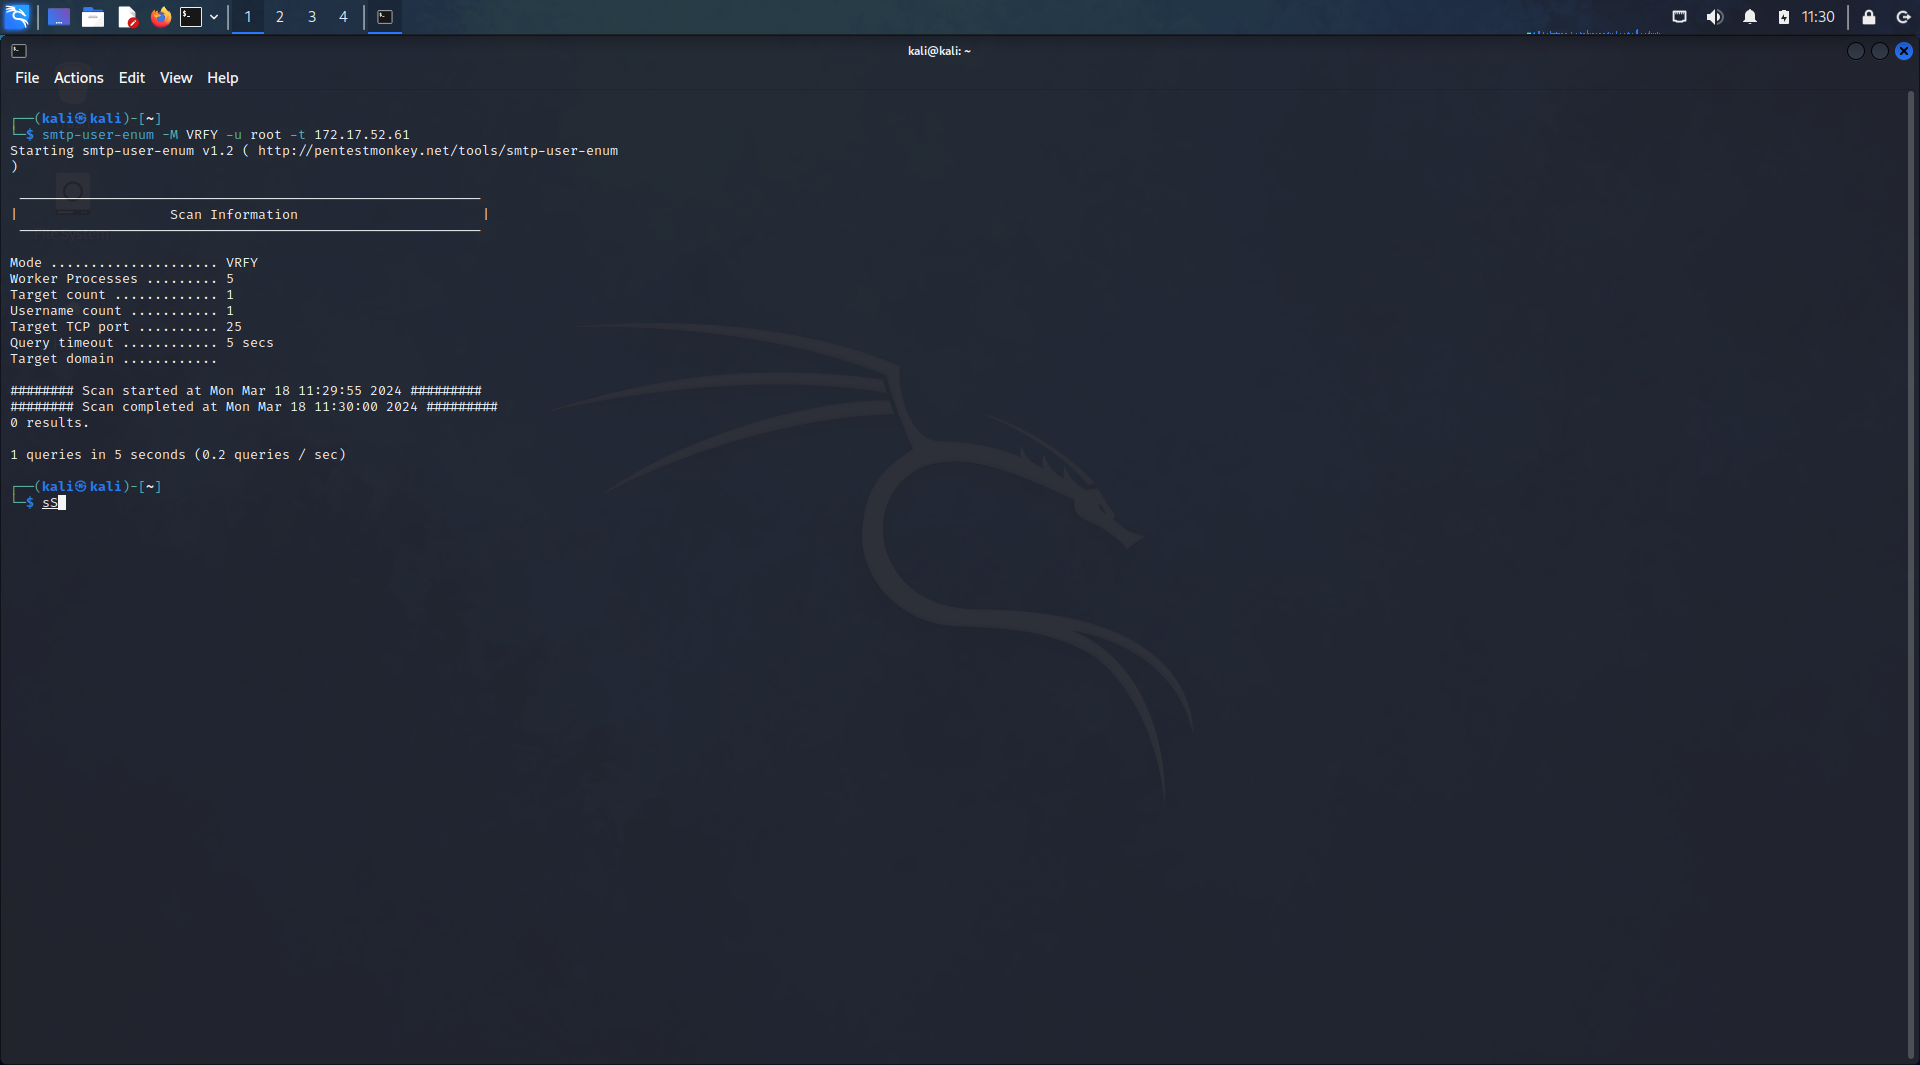 1 2 3 4 11:30
kali@kali: ~
File Actions Edit View Help
┌──(kali㉿kali)-[~]
└─$ smtp-user-enum -M VRFY -u root -t 172.17.52.61
Starting smtp-user-enum v1.2 ( http://pentestmonkey.net/tools/smtp-user-enum
)
| Scan Information |
Mode ..................... VRFY
Worker Processes ......... 5
Target count ............. 1
Username count ........... 1
Target TCP port .......... 25
Query timeout ............ 5 secs
Target domain ............
######## Scan started at Mon Mar 18 11:29:55 2024 #########
######## Scan completed at Mon Mar 18 11:30:00 2024 #########
0 results.
1 queries in 5 seconds (0.2 queries / sec)
┌──(kali㉿kali)-[~]
└─$ sS